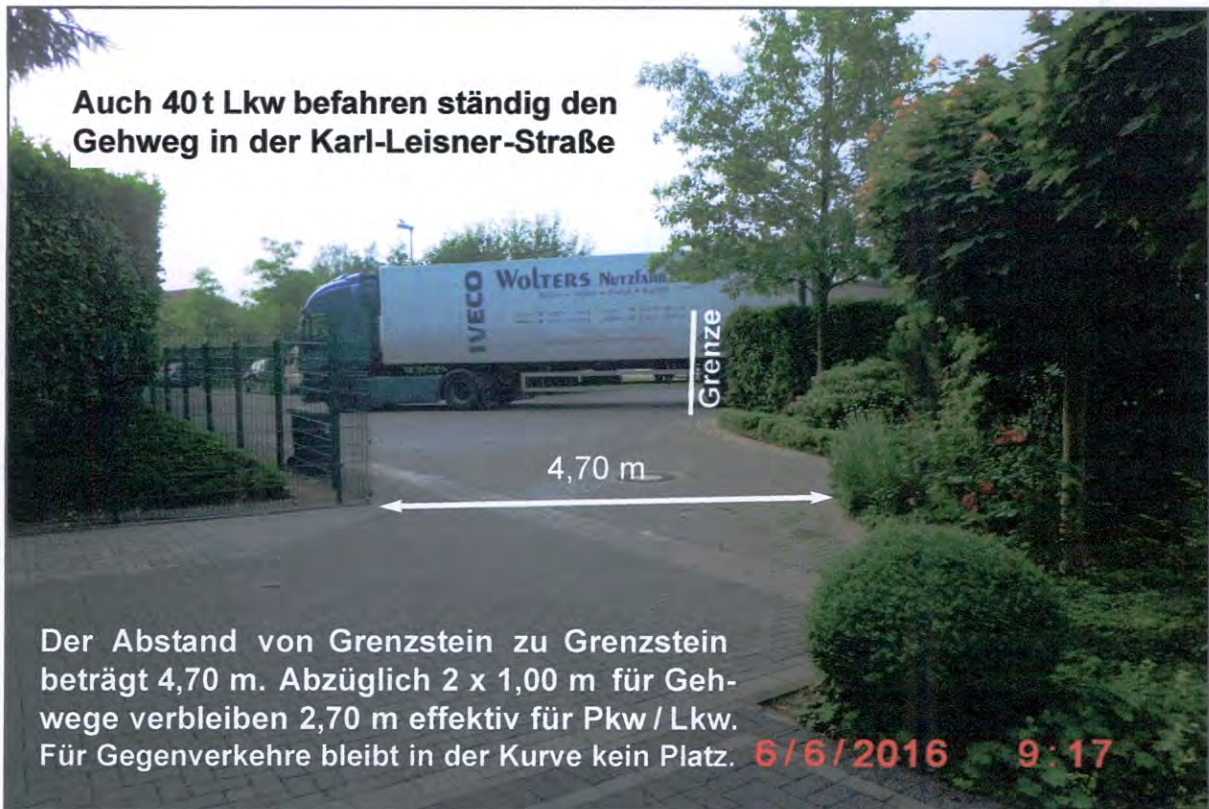 Auch 40 t Lkw befahren ständig den
Gehweg in der Karl-Leisner-Straße
IVECO
WOLTERS NUTZFAHR
Grenze
4,70 m
Der Abstand von Grenzstein zu Grenzstein
beträgt 4,70 m. Abzüglich 2 x 1,00 m für Geh-
wege verbleiben 2,70 m effektiv für Pkw / Lkw.
Für Gegenverkehre bleibt in der Kurve kein Platz.
6/6/2016 9:17